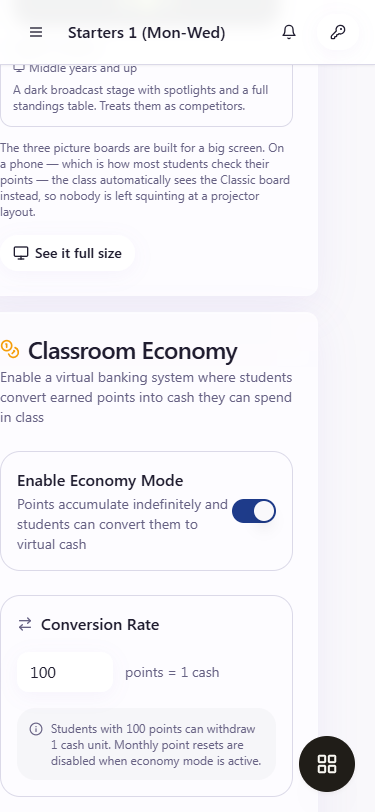 Starters 1 (Mon-Wed)
Middle years and up
A dark broadcast stage with spotlights and a full
standings table. Treats them as competitors.
The three picture boards are built for a big screen. On
a phone — which is how most students check their
points — the class automatically sees the Classic board
instead, so nobody is left squinting at a projector
layout.
See it full size
Classroom Economy
Enable a virtual banking system where students
convert earned points into cash they can spend
in class
Enable Economy Mode
Points accumulate indefinitely and
students can convert them to
virtual cash
Conversion Rate
100 points = 1 cash
Students with 100 points can withdraw
1 cash unit. Monthly point resets are
disabled when economy mode is active.